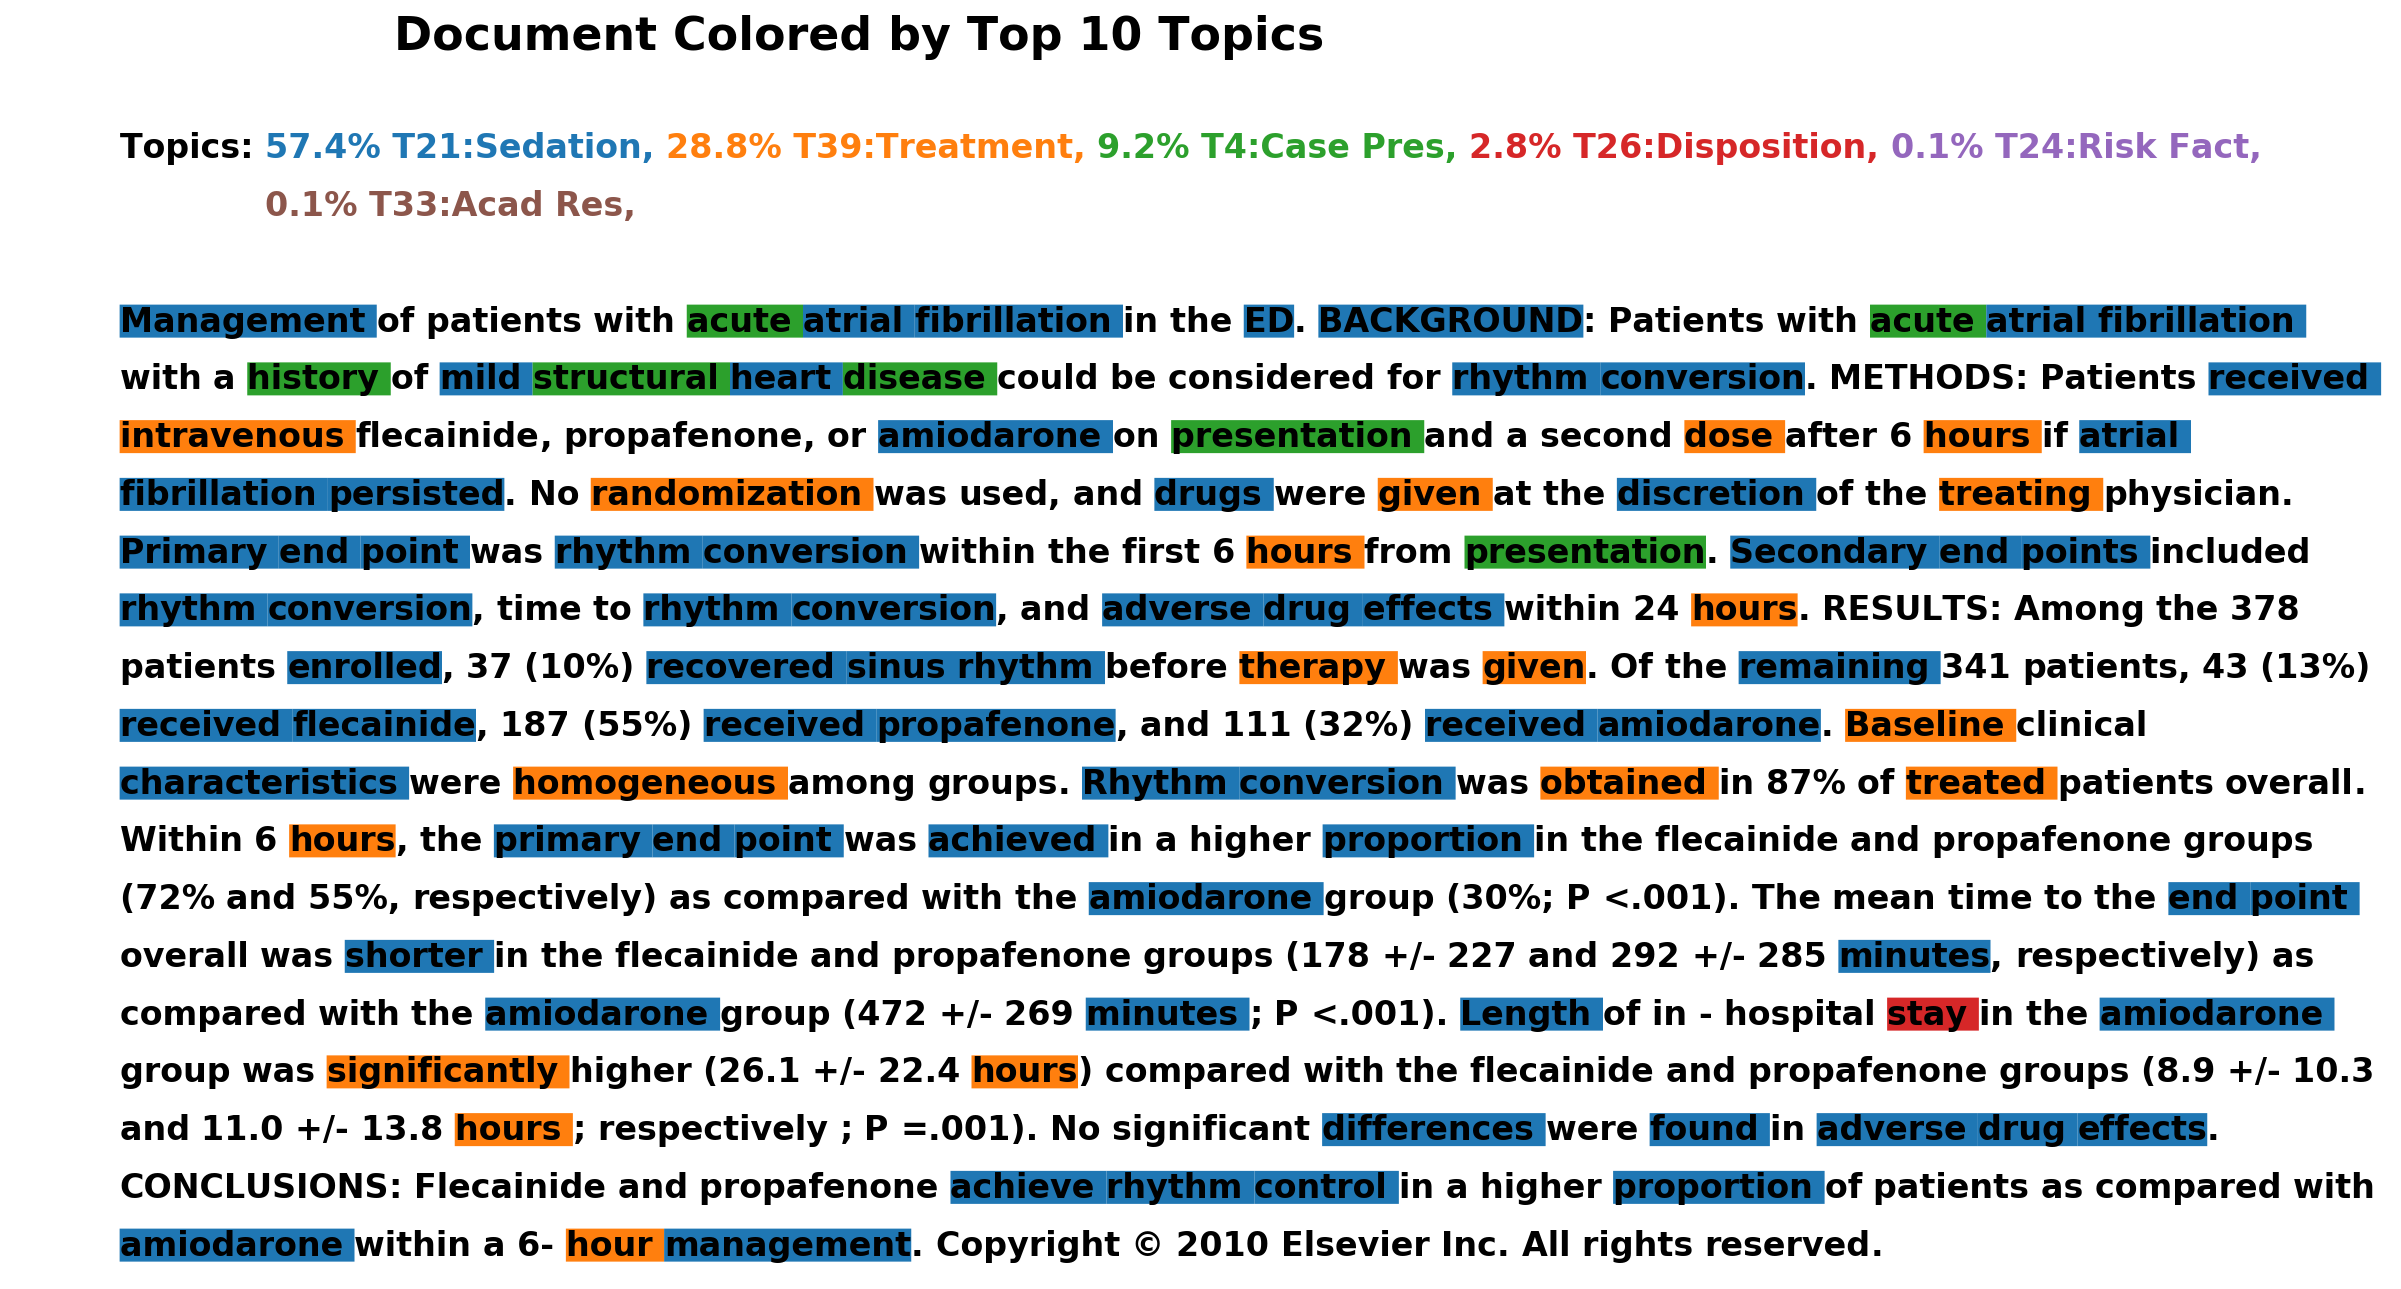 Document Colored by Top 10 Topics
Topics: 57.4% T21:Sedation, 28.8% T39:Treatment, 9.2% T4:Case Pres, 2.8% T26:Disposition, 0.1% T24:Risk Fact,
0.1% T33:Acad Res,
Management of patients with acute atrial fibrillation in the ED. BACKGROUND: Patients with acute atrial fibrillation
with a history of mild structural heart disease could be considered for rhythm conversion. METHODS: Patients received
intravenous flecainide, propafenone, or amiodarone on presentation and a second dose after 6 hours if atrial
fibrillation persisted. No randomization was used, and drugs were given at the discretion of the treating physician.
Primary end point was rhythm conversion within the first 6 hours from presentation. Secondary end points included
rhythm conversion, time to rhythm conversion, and adverse drug effects within 24 hours. RESULTS: Among the 378
patients enrolled, 37 (10%) recovered sinus rhythm before therapy was given. Of the remaining 341 patients, 43 (13%)
received flecainide, 187 (55%) received propafenone, and 111 (32%) received amiodarone. Baseline clinical
characteristics were homogeneous among groups. Rhythm conversion was obtained in 87% of treated patients overall.
Within 6 hours, the primary end point was achieved in a higher proportion in the flecainide and propafenone groups
(72% and 55%, respectively) as compared with the amiodarone group (30%; P <.001). The mean time to the end point
overall was shorter in the flecainide and propafenone groups (178 +/- 227 and 292 +/- 285 minutes, respectively) as
compared with the amiodarone group (472 +/- 269 minutes ; P <.001). Length of in - hospital stay in the amiodarone
group was significantly higher (26.1 +/- 22.4 hours) compared with the flecainide and propafenone groups (8.9 +/- 10.3
and 11.0 +/- 13.8 hours ; respectively ; P =.001). No significant differences were found in adverse drug effects.
CONCLUSIONS: Flecainide and propafenone achieve rhythm control in a higher proportion of patients as compared with
amiodarone within a 6- hour management. Copyright © 2010 Elsevier Inc. All rights reserved.